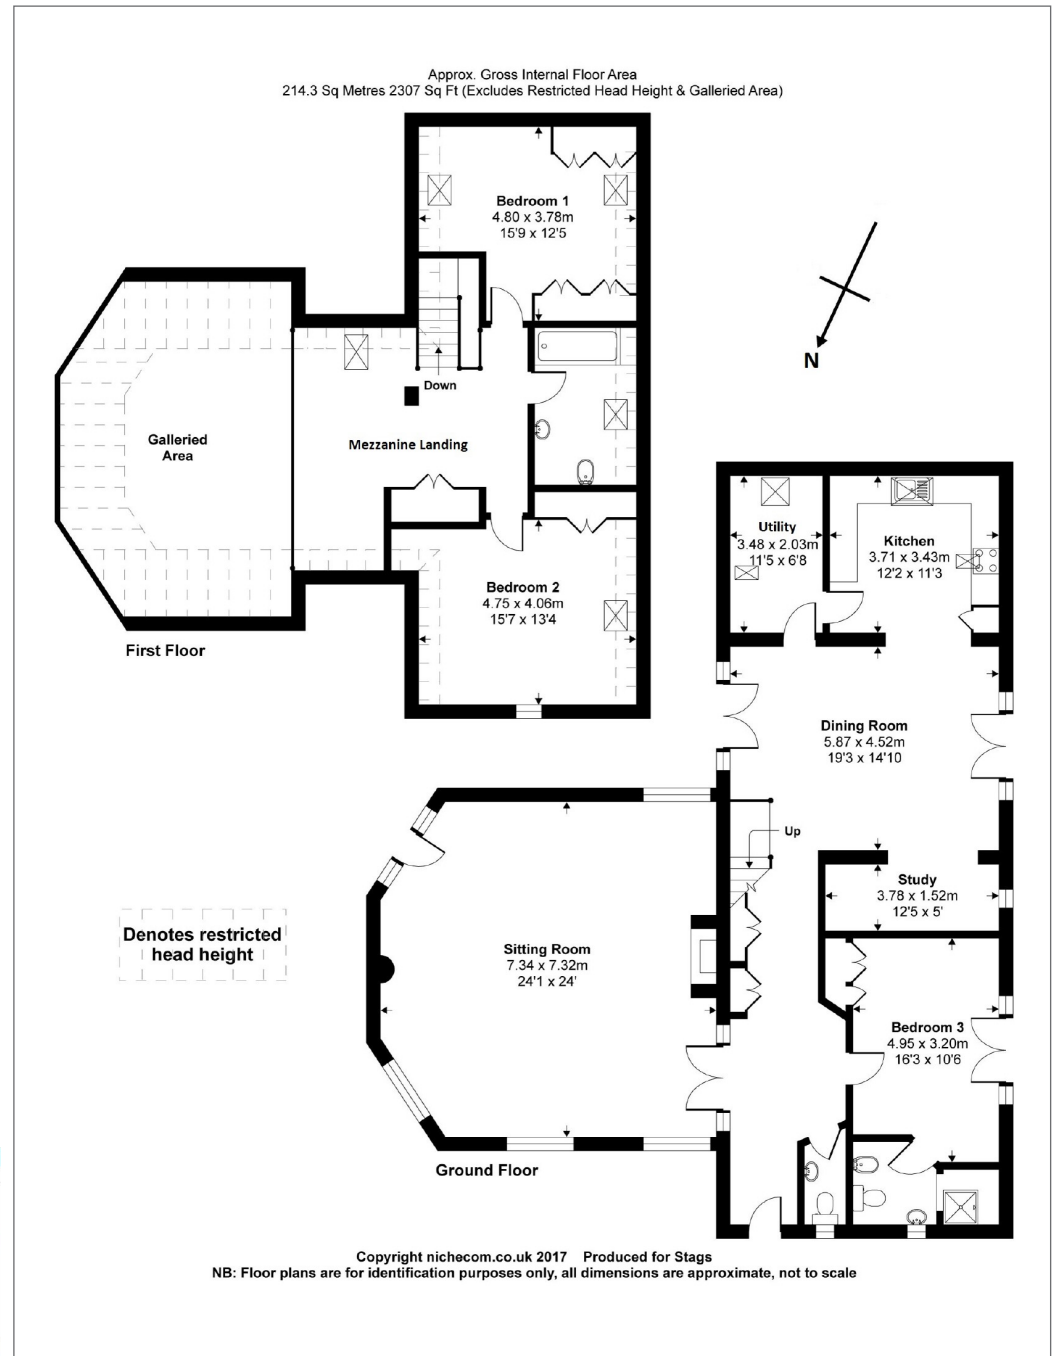 Approx. Gross Internal Floor Area
214.3 Sq Metres 2307 Sq Ft (Excludes Restricted Head Height & Galleried Area)
Bedroom 1
4.80 x 3.78m
15'9 x 12'5
N
Down
Galleried
Area
Mezzanine Landing
Bedroom 2
4.75 x 4.06m
15'7 x 13'4
First Floor
Utility
3.48 x 2.03m
11'5 x 6'8
Kitchen
3.71 x 3.43m
12'2 x 11'3
Dining Room
5.87 x 4.52m
19'3 x 14'10
Up
Study
3.78 x 1.52m
12'5 x 5'
Denotes restricted
head height
Sitting Room
7.34 x 7.32m
24'1 x 24'
Bedroom 3
4.95 x 3.20m
16'3 x 10'6
Ground Floor
Copyright nichecom.co.uk 2017 Produced for Stags
NB: Floor plans are for identification purposes only, all dimensions are approximate, not to scale